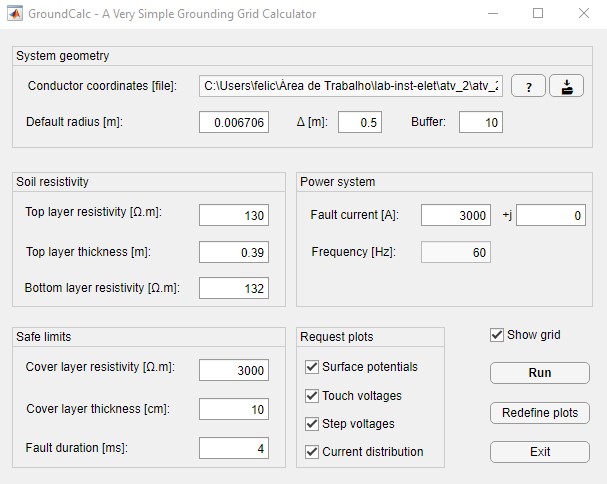 GroundCalc - A Very Simple Grounding Grid Calculator
System geometry
Conductor coordinates [file]: C:\Users\felic\Área de Trabalho\lab-inst-elet\atv_2\atv_2 ?
Default radius [m]: 0.006706 Δ [m]: 0.5 Buffer: 10
Soil resistivity
Top layer resistivity [Ω.m]: 130
Top layer thickness [m]: 0.39
Bottom layer resistivity [Ω.m]: 132
Power system
Fault current [A]: 3000 +j 0
Frequency [Hz]: 60
Safe limits
Cover layer resistivity [Ω.m]: 3000
Cover layer thickness [cm]: 10
Fault duration [ms]: 4
Request plots
Surface potentials
Touch voltages
Step voltages
Current distribution
Show grid
Run
Redefine plots
Exit